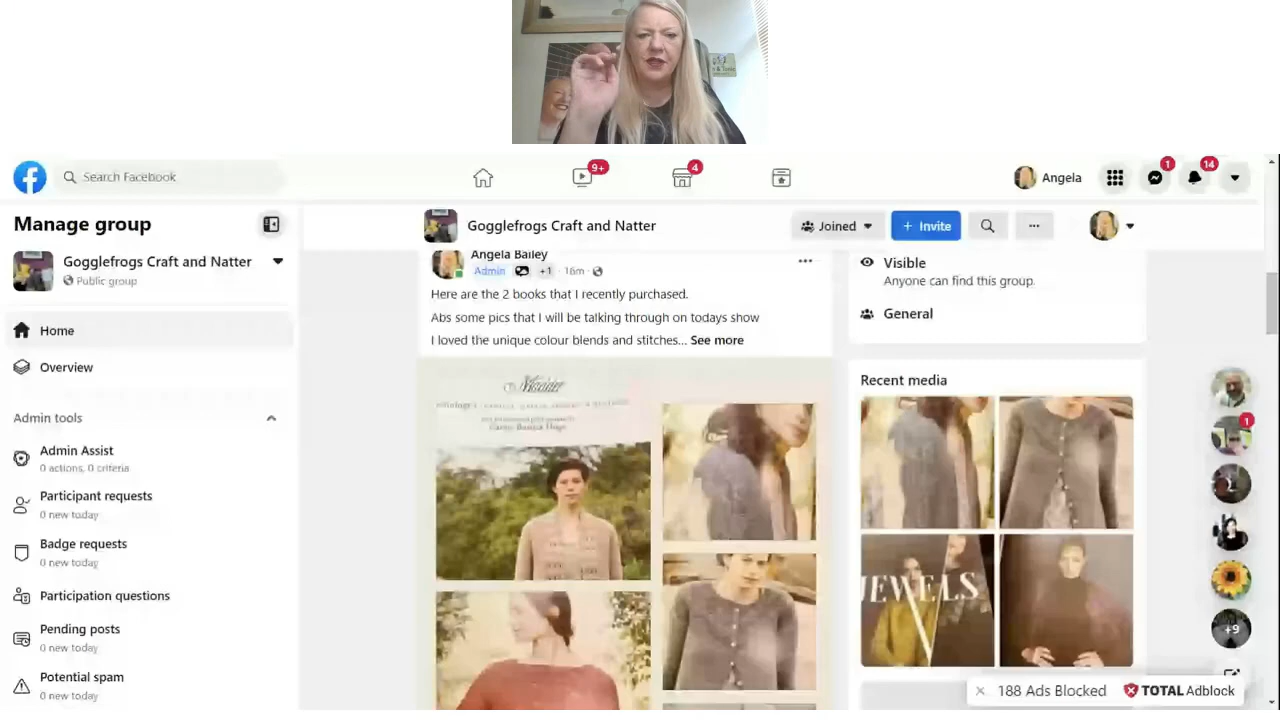 Search Facebook
9+
4
Angela
1
14
Manage group
Gogglefrogs Craft and Natter
Public group
Home
Overview
Admin tools
Admin Assist
0 actions, 0 criteria
Participant requests
0 new today
Badge requests
0 new today
Participation questions
Pending posts
0 new today
Potential spam
0 new today
Gogglefrogs Craft and Natter
Joined
+ Invite
Angela Bailey
Admin
+1 · 16m ·
Here are the 2 books that I recently purchased.
Abs some pics that I will be talking through on todays show
I loved the unique colour blends and stitches... See more
Visible
Anyone can find this group.
General
Recent media
JEWELS
1
+9
188 Ads Blocked
TOTAL Adblock